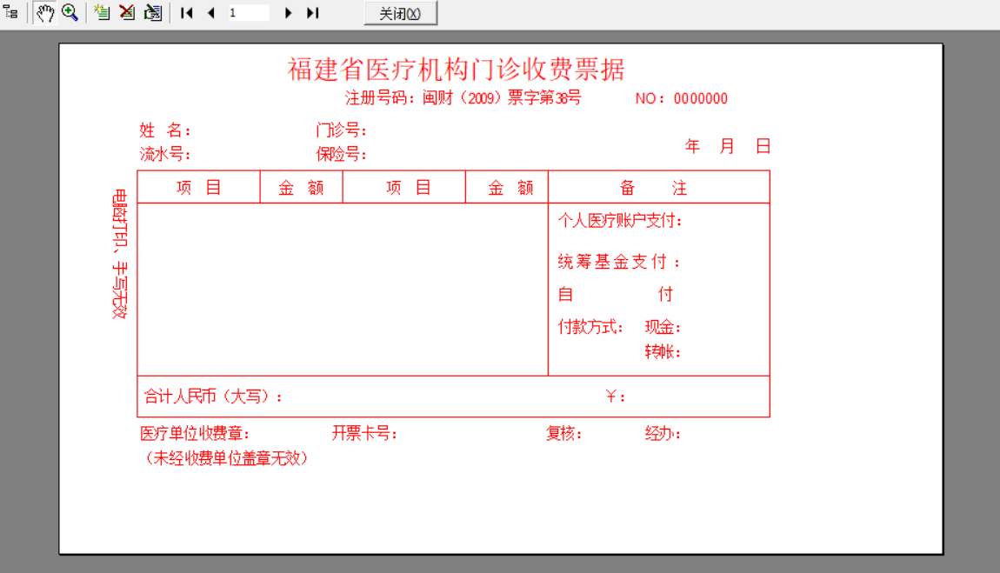 1
关闭(X)
福建省医疗机构门诊收费票据
注册号码：闽财（2009）票字第38号 NO：0000000
姓 名： 门诊号：
年 月 日
流水号： 保险号：
项 目 金 额 项 目 金 额 备 注
电脑打印、手写无效
个人医疗账户支付：
统筹基金支付：
自 付
付款方式： 现金：
转帐：
合计人民币（大写）： ￥：
医疗单位收费章： 开票卡号： 复核： 经办：
（未经收费单位盖章无效）